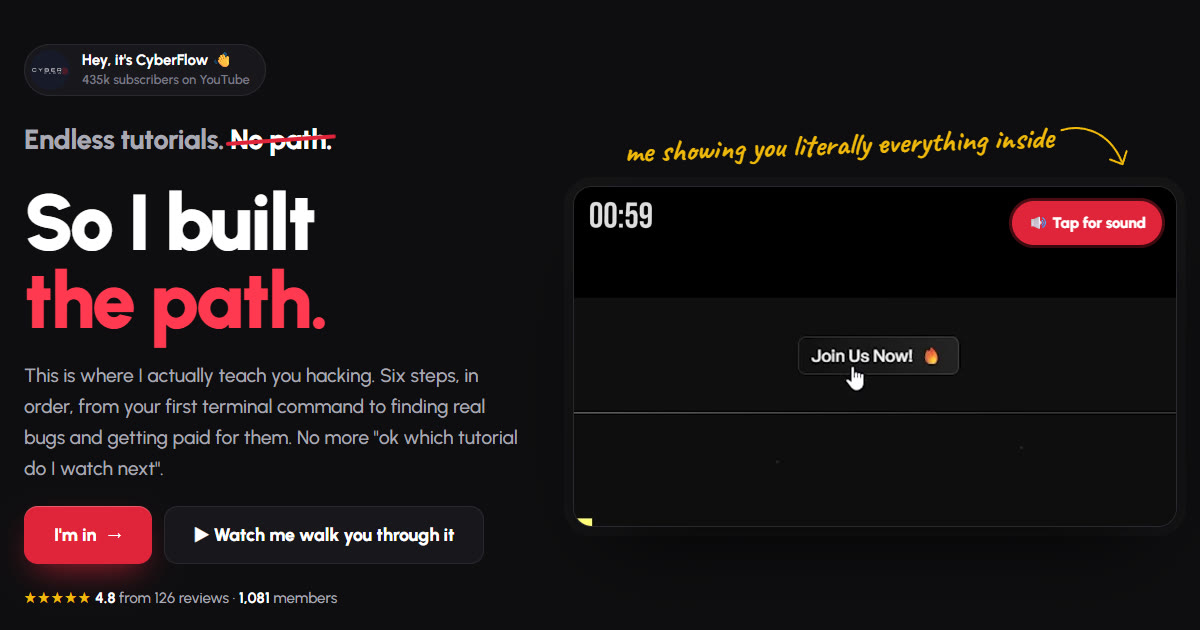 CYBER
Hey, it's CyberFlow 👋
435k subscribers on YouTube
Endless tutorials. No path.
So I built
the path.
This is where I actually teach you hacking. Six steps, in
order, from your first terminal command to finding real
bugs and getting paid for them. No more "ok which tutorial
do I watch next".
I'm in →
▶ Watch me walk you through it
★★★★★ 4.8 from 126 reviews · 1,081 members
me showing you literally everything inside
00:59
🔊 Tap for sound
Join Us Now! 🔥